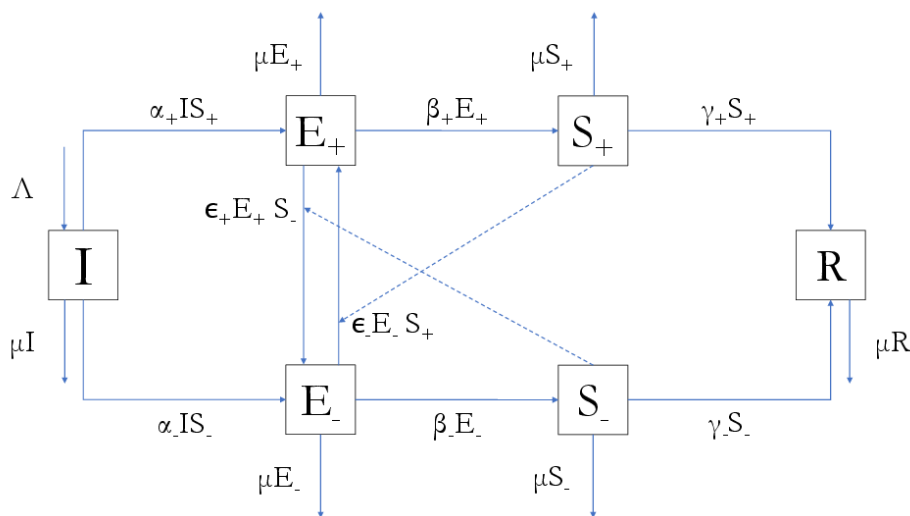 μE₊
μS₊
α₊IS₊
E₊
β₊E₊
S₊
γ₊S₊
Λ
ϵ₊E₊ S₋
I
R
ϵ₋E₋ S₊
μI
μR
E₋
S₋
α₋IS₋
β₋E₋
γ₋S₋
μE₋
μS₋